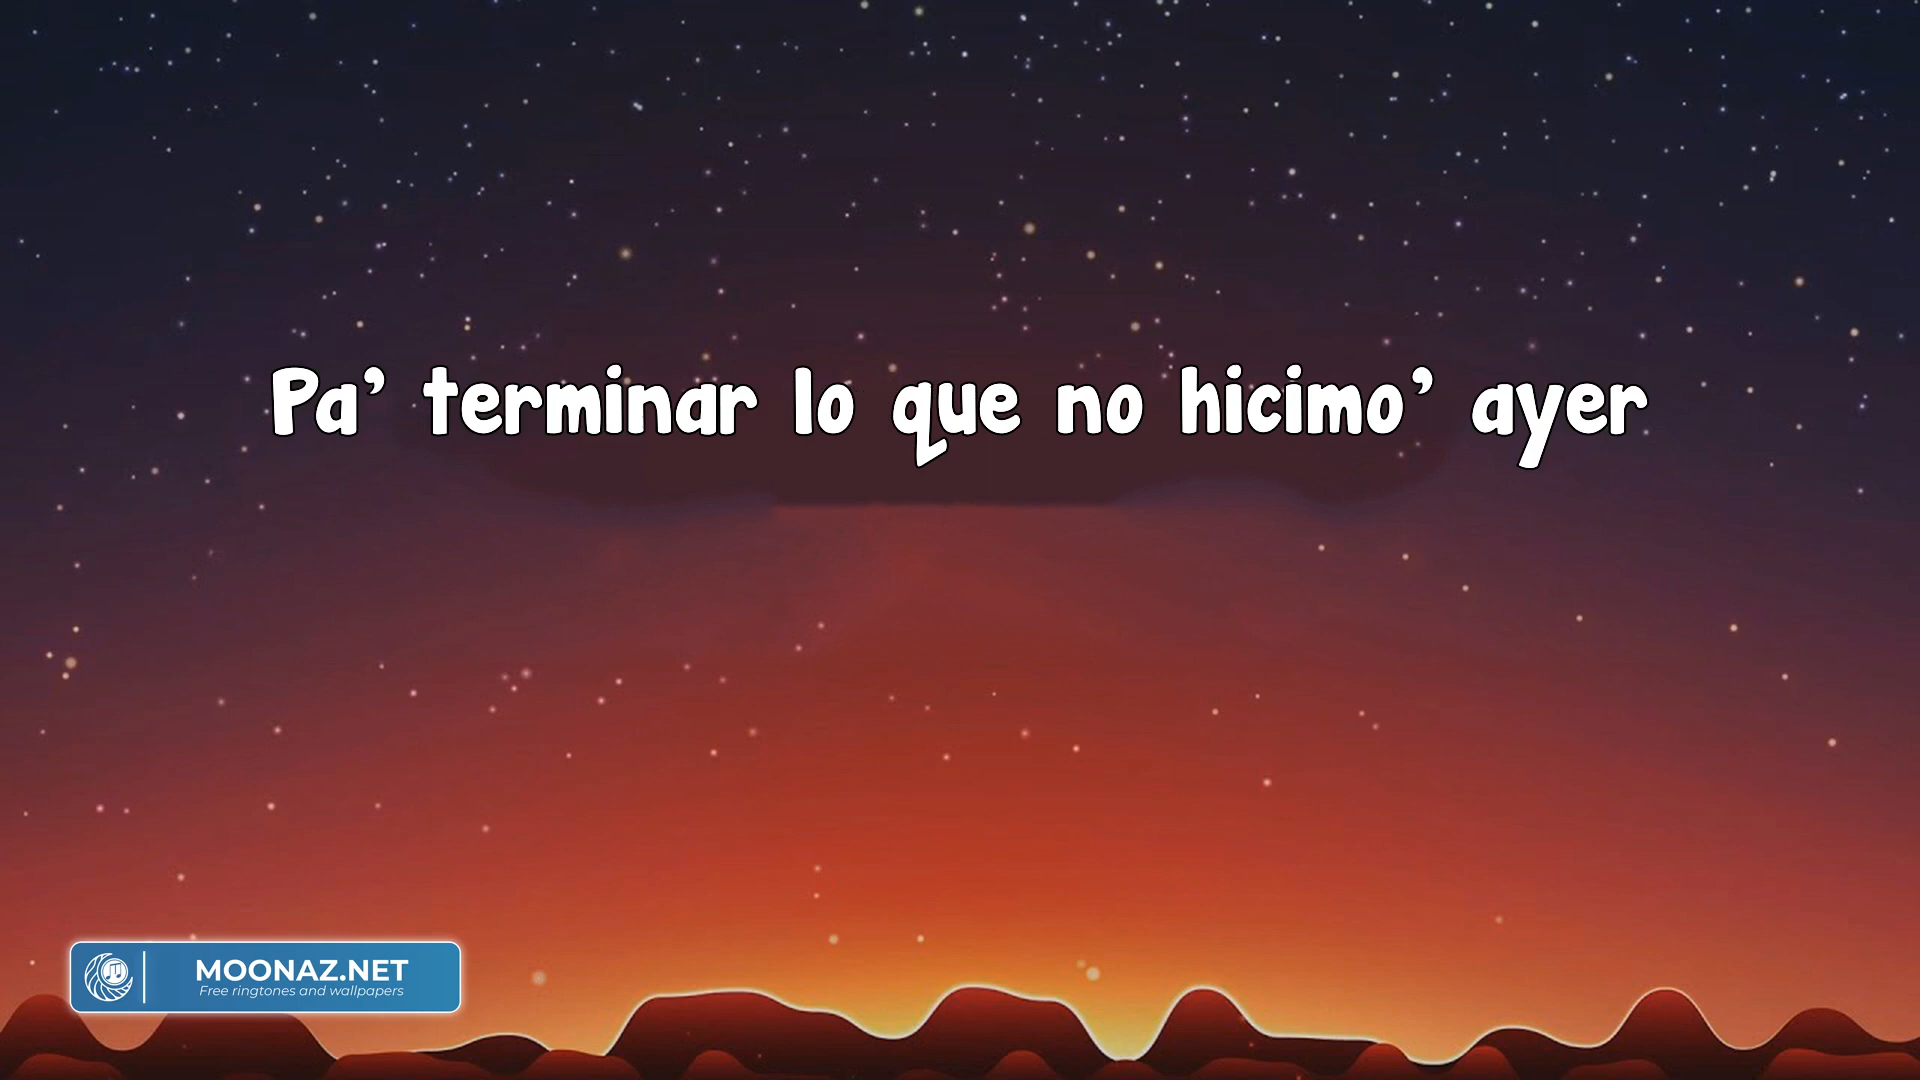 Pa’ terminar lo que no hicimo’ ayer
MOONAZ.NET
Free ringtones and wallpapers